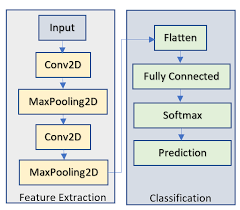 Input
Conv2D
MaxPooling2D
Conv2D
MaxPooling2D
Feature Extraction
Flatten
Fully Connected
Softmax
Prediction
Classification